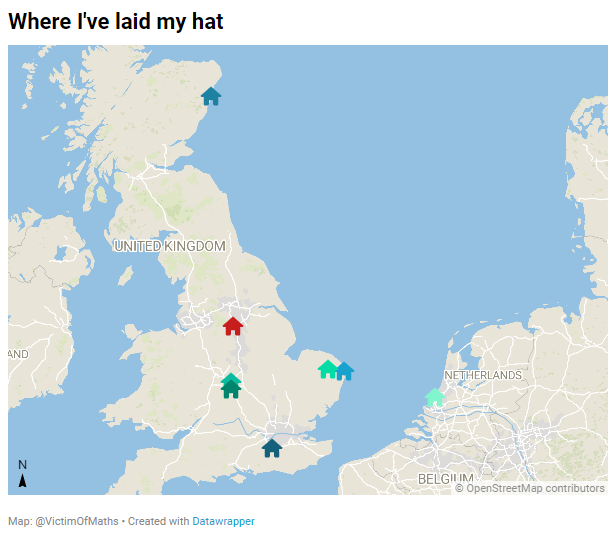 Where I've laid my hat
UNITED KINGDOM
AND
NETHERLANDS
BELGIUM
N
© OpenStreetMap contributors
Map: @VictimOfMaths • Created with Datawrapper